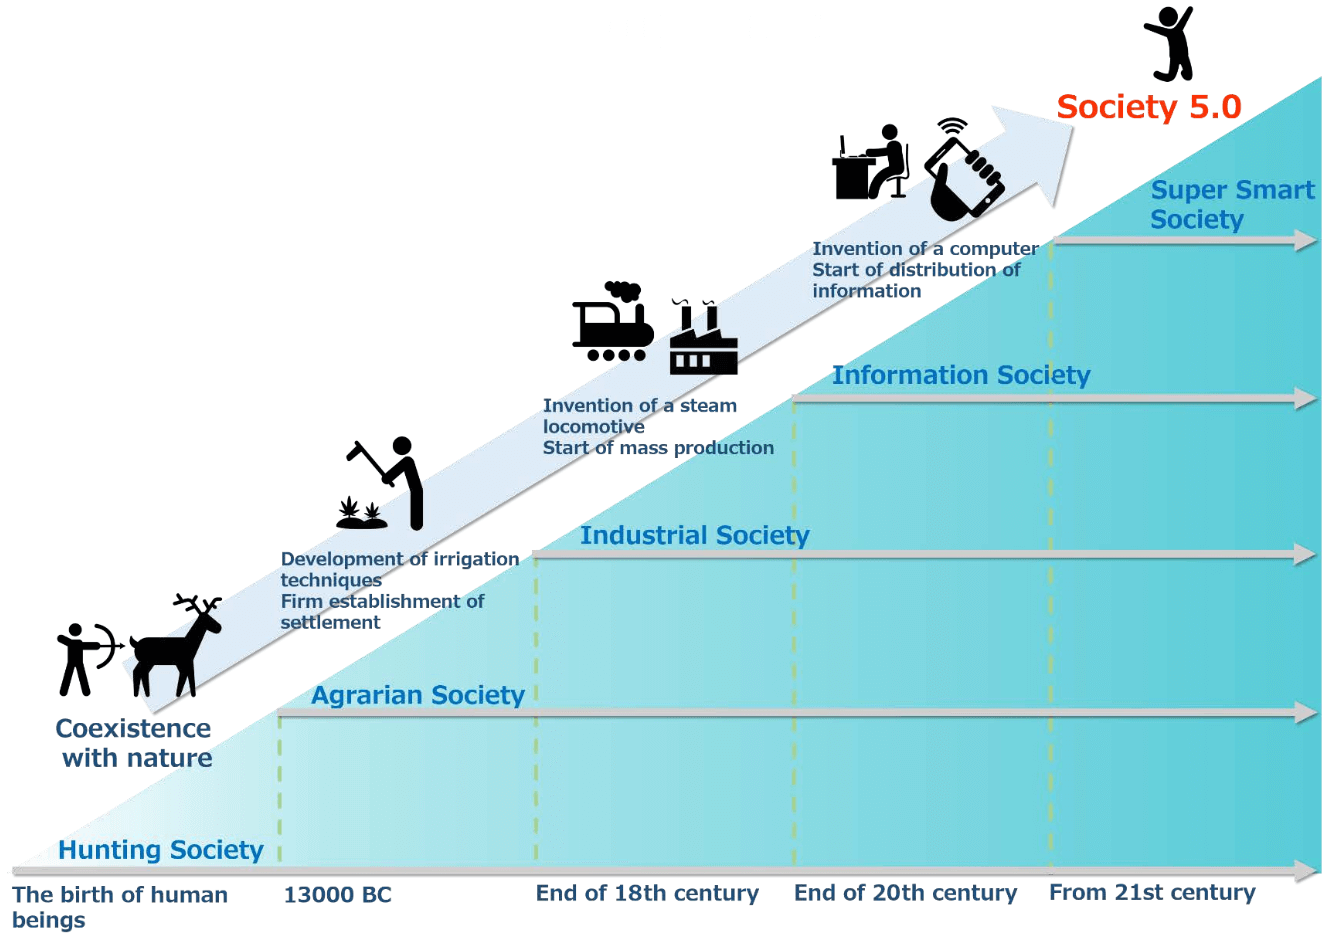 Society 5.0
Super Smart
Society
Invention of a computer
Start of distribution of
information
Information Society
Invention of a steam
locomotive
Start of mass production
Industrial Society
Development of irrigation
techniques
Firm establishment of
settlement
Agrarian Society
Coexistence
with nature
Hunting Society
The birth of human
beings
13000 BC
End of 18th century
End of 20th century
From 21st century